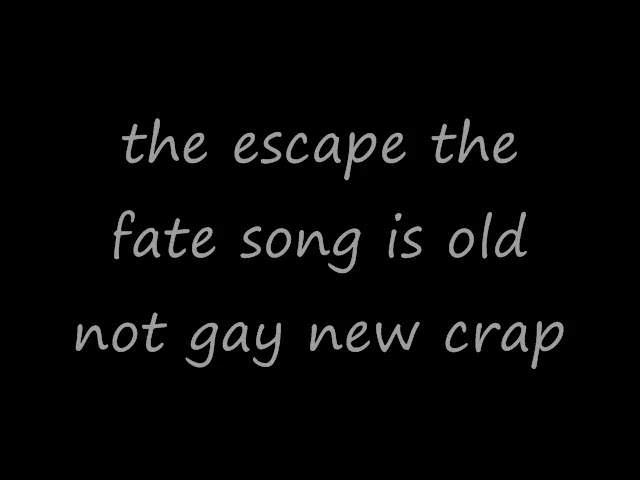 the escape the
fate song is old
not gay new crap